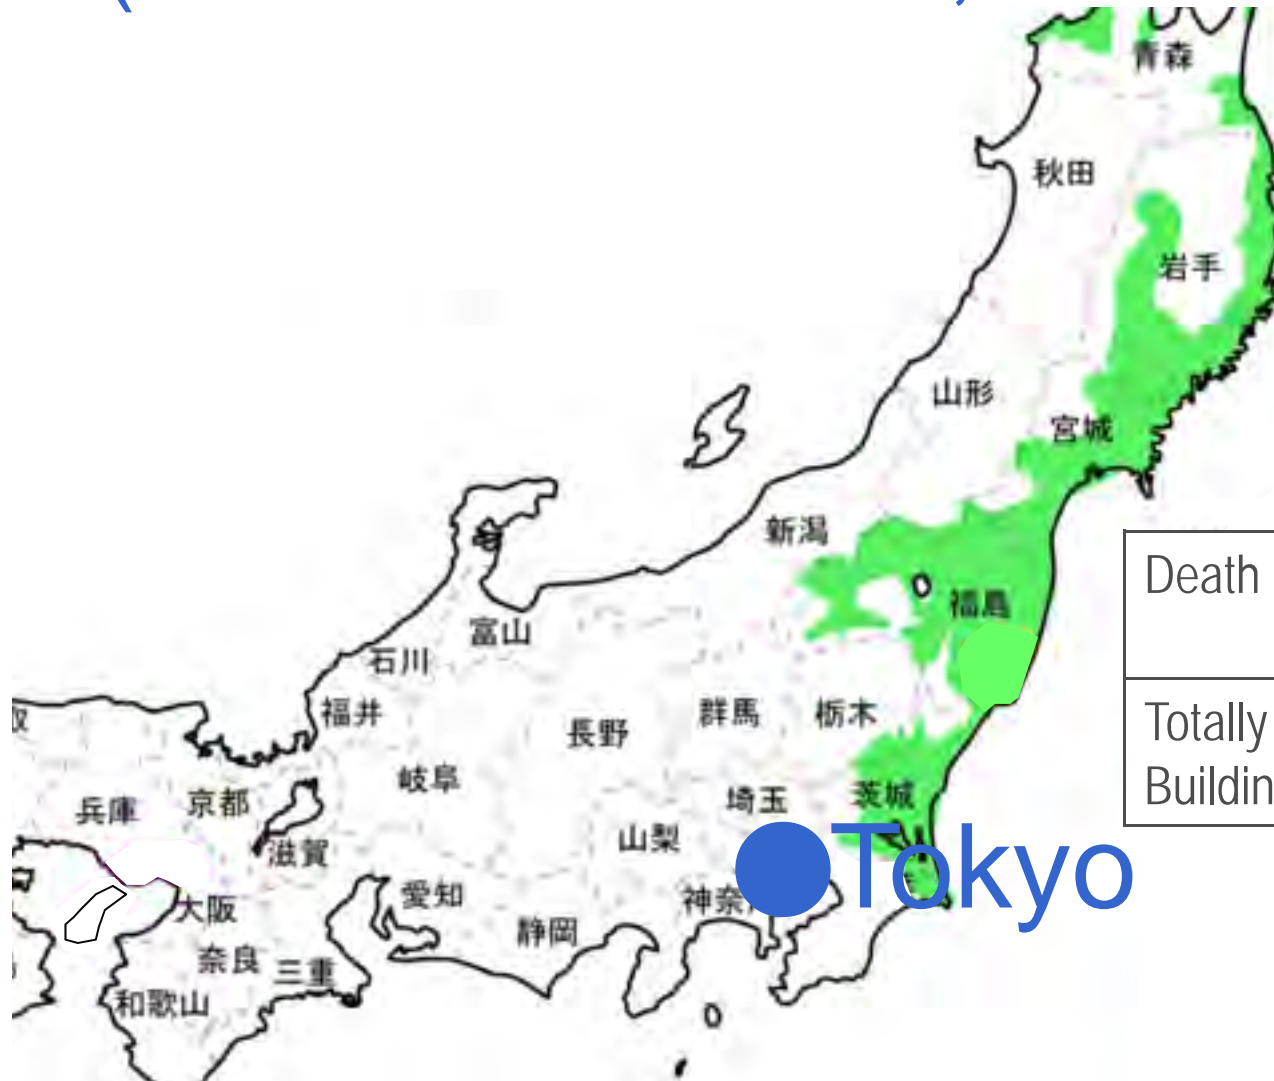 青森
秋田
岩手
山形
宮城
新潟
Death
福島
富山
石川
福井
群馬
栃木
長野
Totally
岐阜
埼玉
茨城
兵庫
京都
Buildin
山梨
滋賀
Tokyo
愛知
神奈
大阪
静岡
奈良
三重
和歌山